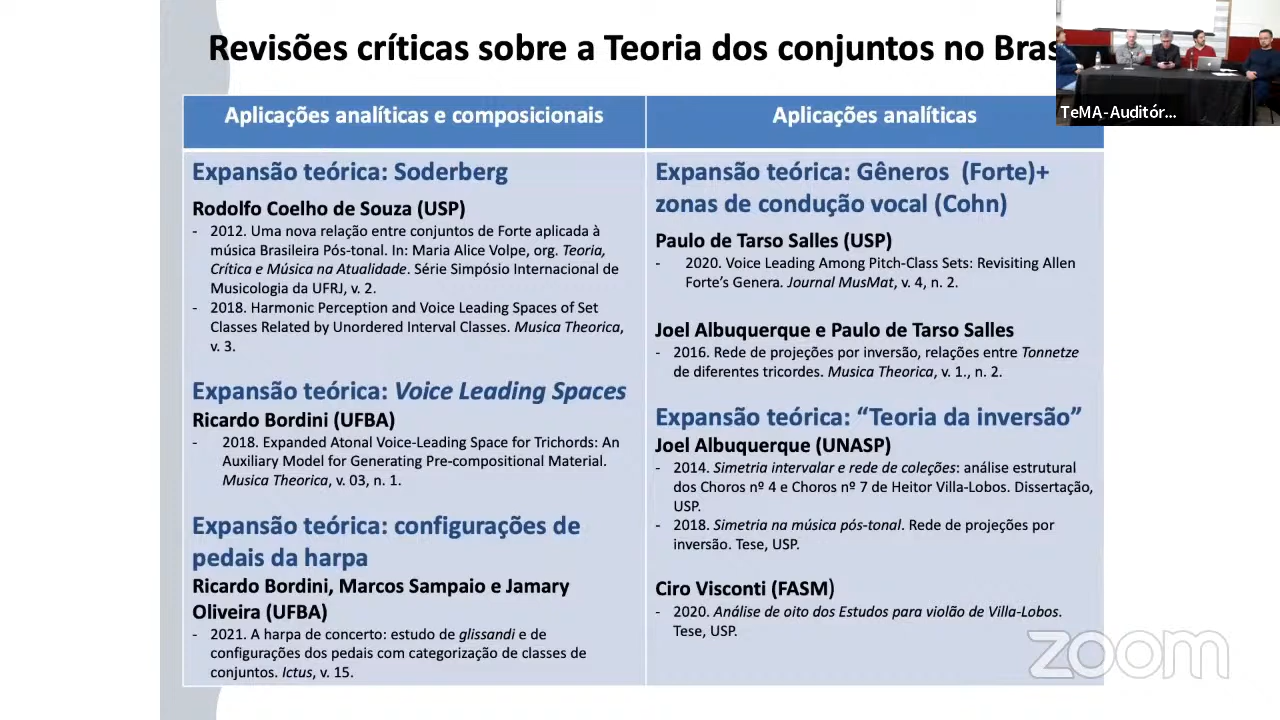 Revisões críticas sobre a Teoria dos conjuntos no Bras
TeMA-Auditór...
Aplicações analíticas e composicionais
Expansão teórica: Soderberg
Rodolfo Coelho de Souza (USP)
- 2012. Uma nova relação entre conjuntos de Forte aplicada à
música Brasileira Pós-tonal. In: Maria Alice Volpe, org. Teoria,
Crítica e Música na Atualidade. Série Simpósio Internacional de
Musicologia da UFRJ, v. 2.
- 2018. Harmonic Perception and Voice Leading Spaces of Set
Classes Related by Unordered Interval Classes. Musica Theorica,
v. 3.
Expansão teórica: Voice Leading Spaces
Ricardo Bordini (UFBA)
- 2018. Expanded Atonal Voice-Leading Space for Trichords: An
Auxiliary Model for Generating Pre-compositional Material.
Musica Theorica, v. 03, n. 1.
Expansão teórica: configurações de
pedais da harpa
Ricardo Bordini, Marcos Sampaio e Jamary
Oliveira (UFBA)
- 2021. A harpa de concerto: estudo de glissandi e de
configurações dos pedais com categorização de classes de
conjuntos. Ictus, v. 15.
Aplicações analíticas
Expansão teórica: Gêneros (Forte)+
zonas de condução vocal (Cohn)
Paulo de Tarso Salles (USP)
- 2020. Voice Leading Among Pitch-Class Sets: Revisiting Allen
Forte’s Genera. Journal MusMat, v. 4, n. 2.
Joel Albuquerque e Paulo de Tarso Salles
- 2016. Rede de projeções por inversão, relações entre Tonnetze
de diferentes tricordes. Musica Theorica, v. 1., n. 2.
Expansão teórica: “Teoria da inversão”
Joel Albuquerque (UNASP)
- 2014. Simetria intervalar e rede de coleções: análise estrutural
dos Choros nº 4 e Choros nº 7 de Heitor Villa-Lobos. Dissertação,
USP.
- 2018. Simetria na música pós-tonal. Rede de projeções por
inversão. Tese, USP.
Ciro Visconti (FASM)
- 2020. Análise de oito dos Estudos para violão de Villa-Lobos.
Tese, USP.
zoom